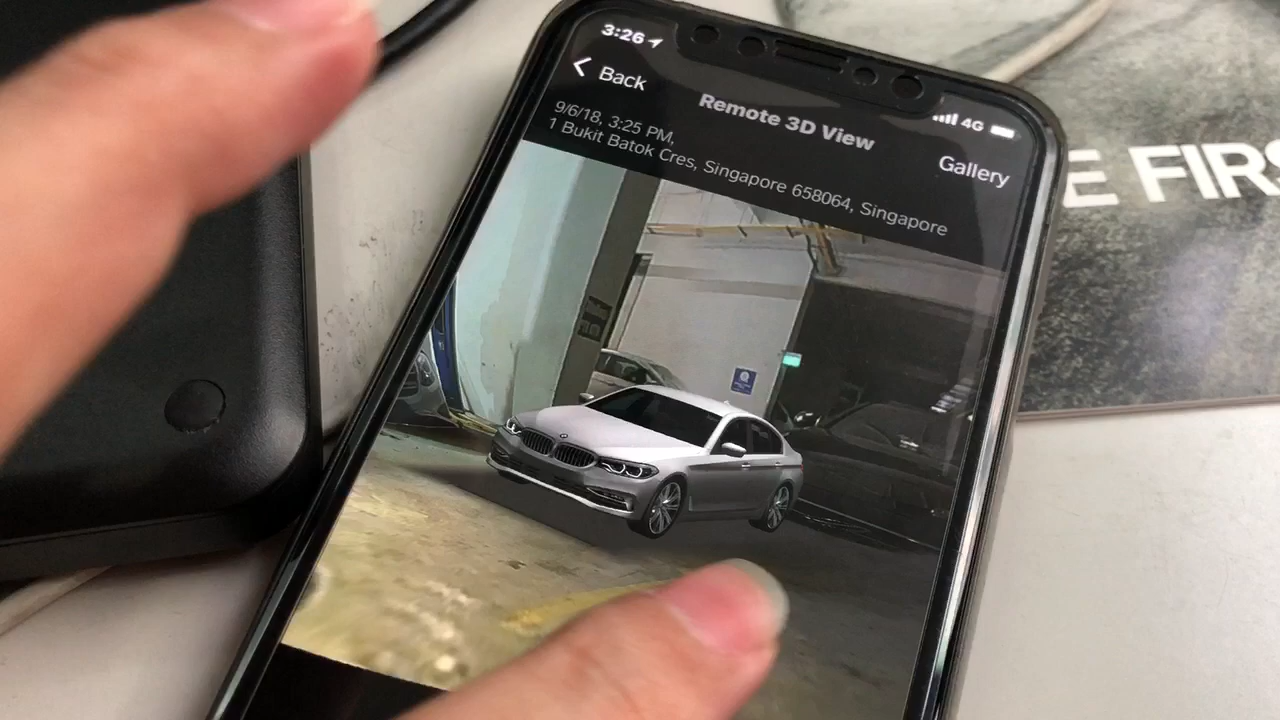 3:26
4G
Back
Remote 3D View
Gallery
9/6/18, 3:25 PM,
1 Bukit Batok Cres, Singapore 658064, Singapore
E FIRS